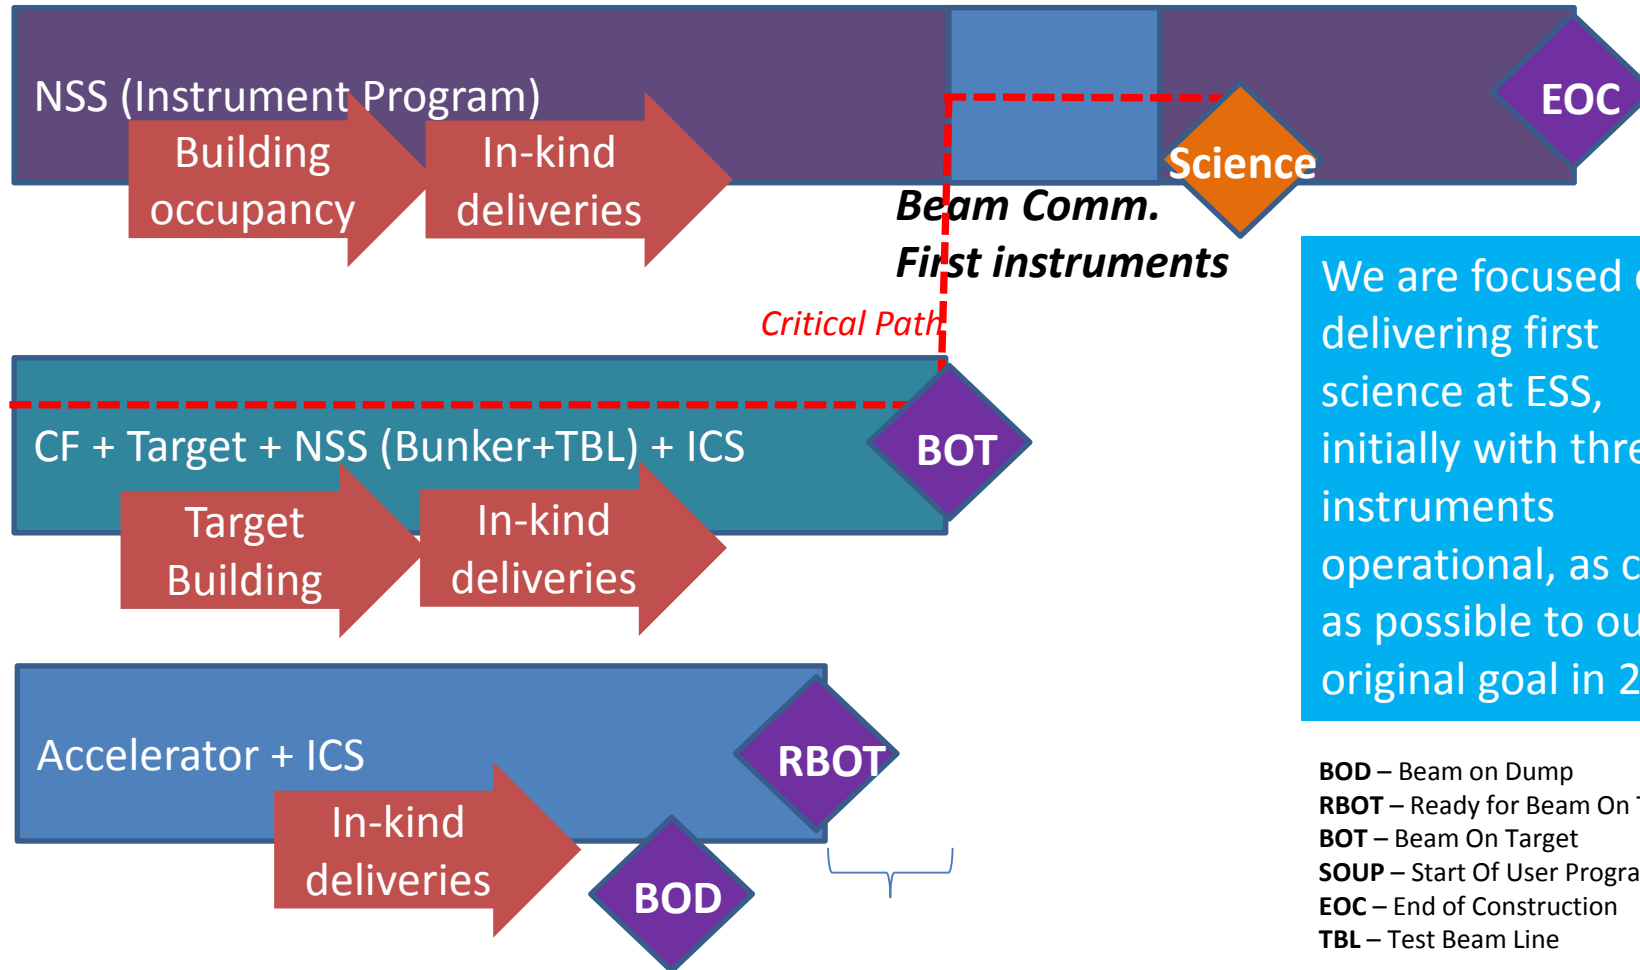 NSS (Instrument Program)
Building
occupancy
In-kind
deliveries
EOC
Science
Beam Comm.
First instruments
Critical Path
CF + Target + NSS (Bunker+TBL) + ICS
Target
Building
In-kind
deliveries
BOT
Accelerator + ICS
In-kind
deliveries
RBOT
BOD
We are focused
delivering first
science at ESS,
initially with
instruments
operational, as
as possible to
original goal in
BOD – Beam on Dump
RBOT – Ready for Beam On
BOT – Beam On Target
SOUP – Start Of User
EOC – End of Construction
TBL – Test Beam Line